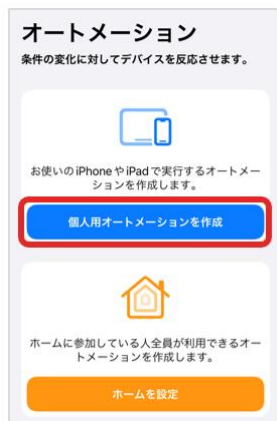 オートメーション
条件の変化に対してデバイスを反応させます。
お使いのiPhoneやiPadで実行するオートメー
ションを作成します。
個人用オートメーションを作成
ホームに参加している人全員が利用できるオー
トメーションを作成します。
ホームを設定